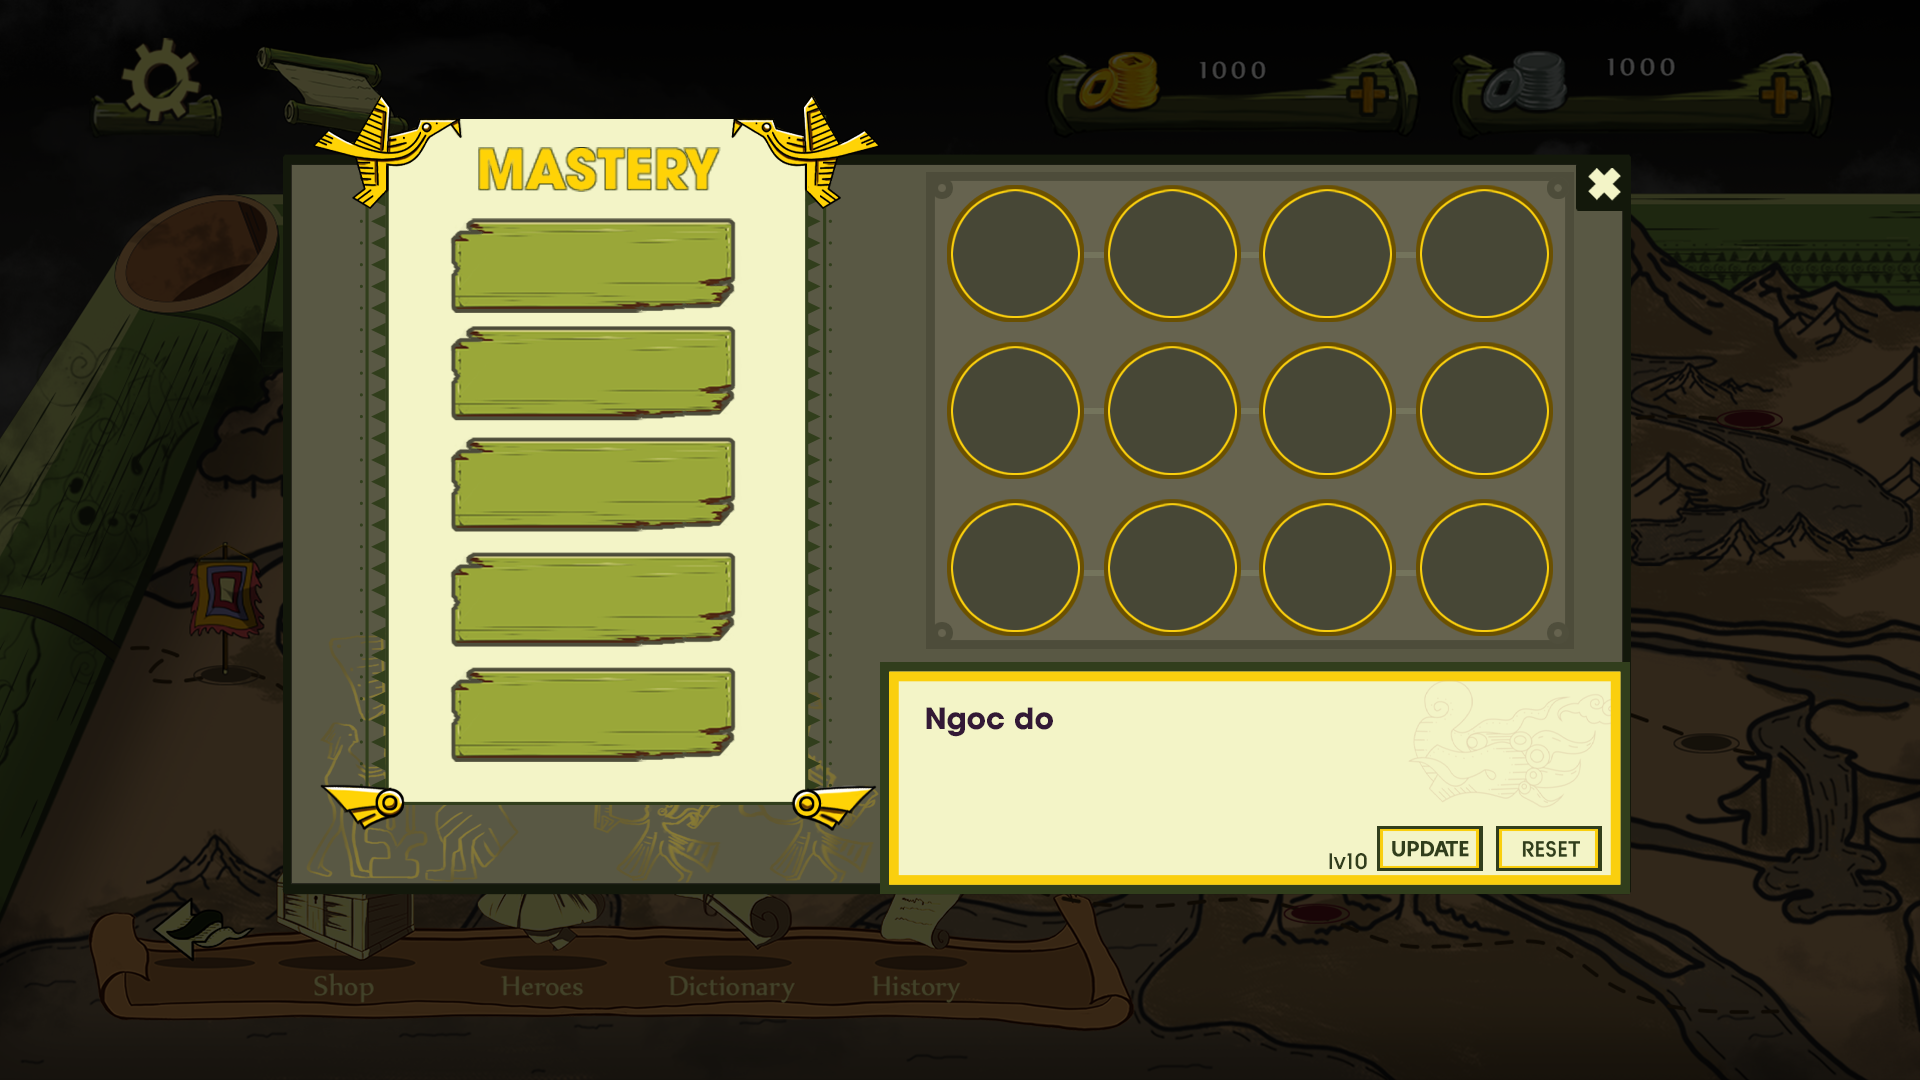 1000
1000
MASTERY
Ngoc do
lv10
UPDATE
RESET
Shop
Heroes
Dictionary
History